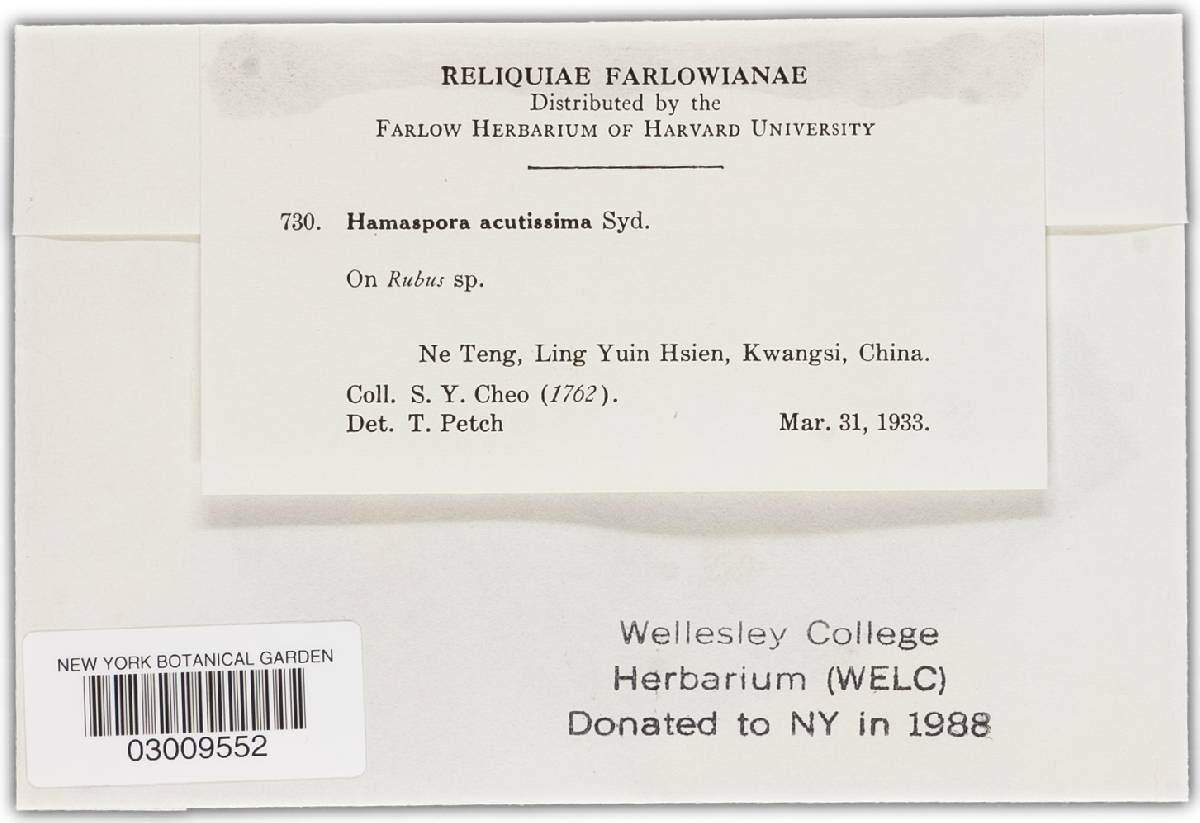 RELIQUIAE FARLOWIANAE
Distributed by the
FARLOW HERBARIUM OF HARVARD UNIVERSITY
730. Hamaspora acutissima Syd.
On Rubus sp.
Ne Teng, Ling Yuin Hsien, Kwangsi, China.
Coll. S. Y. Cheo (1762).
Det. T. Petch Mar. 31, 1933.
Wellesley College
Herbarium (WELC)
Donated to NY in 1988
NEW YORK BOTANICAL GARDEN
03009552